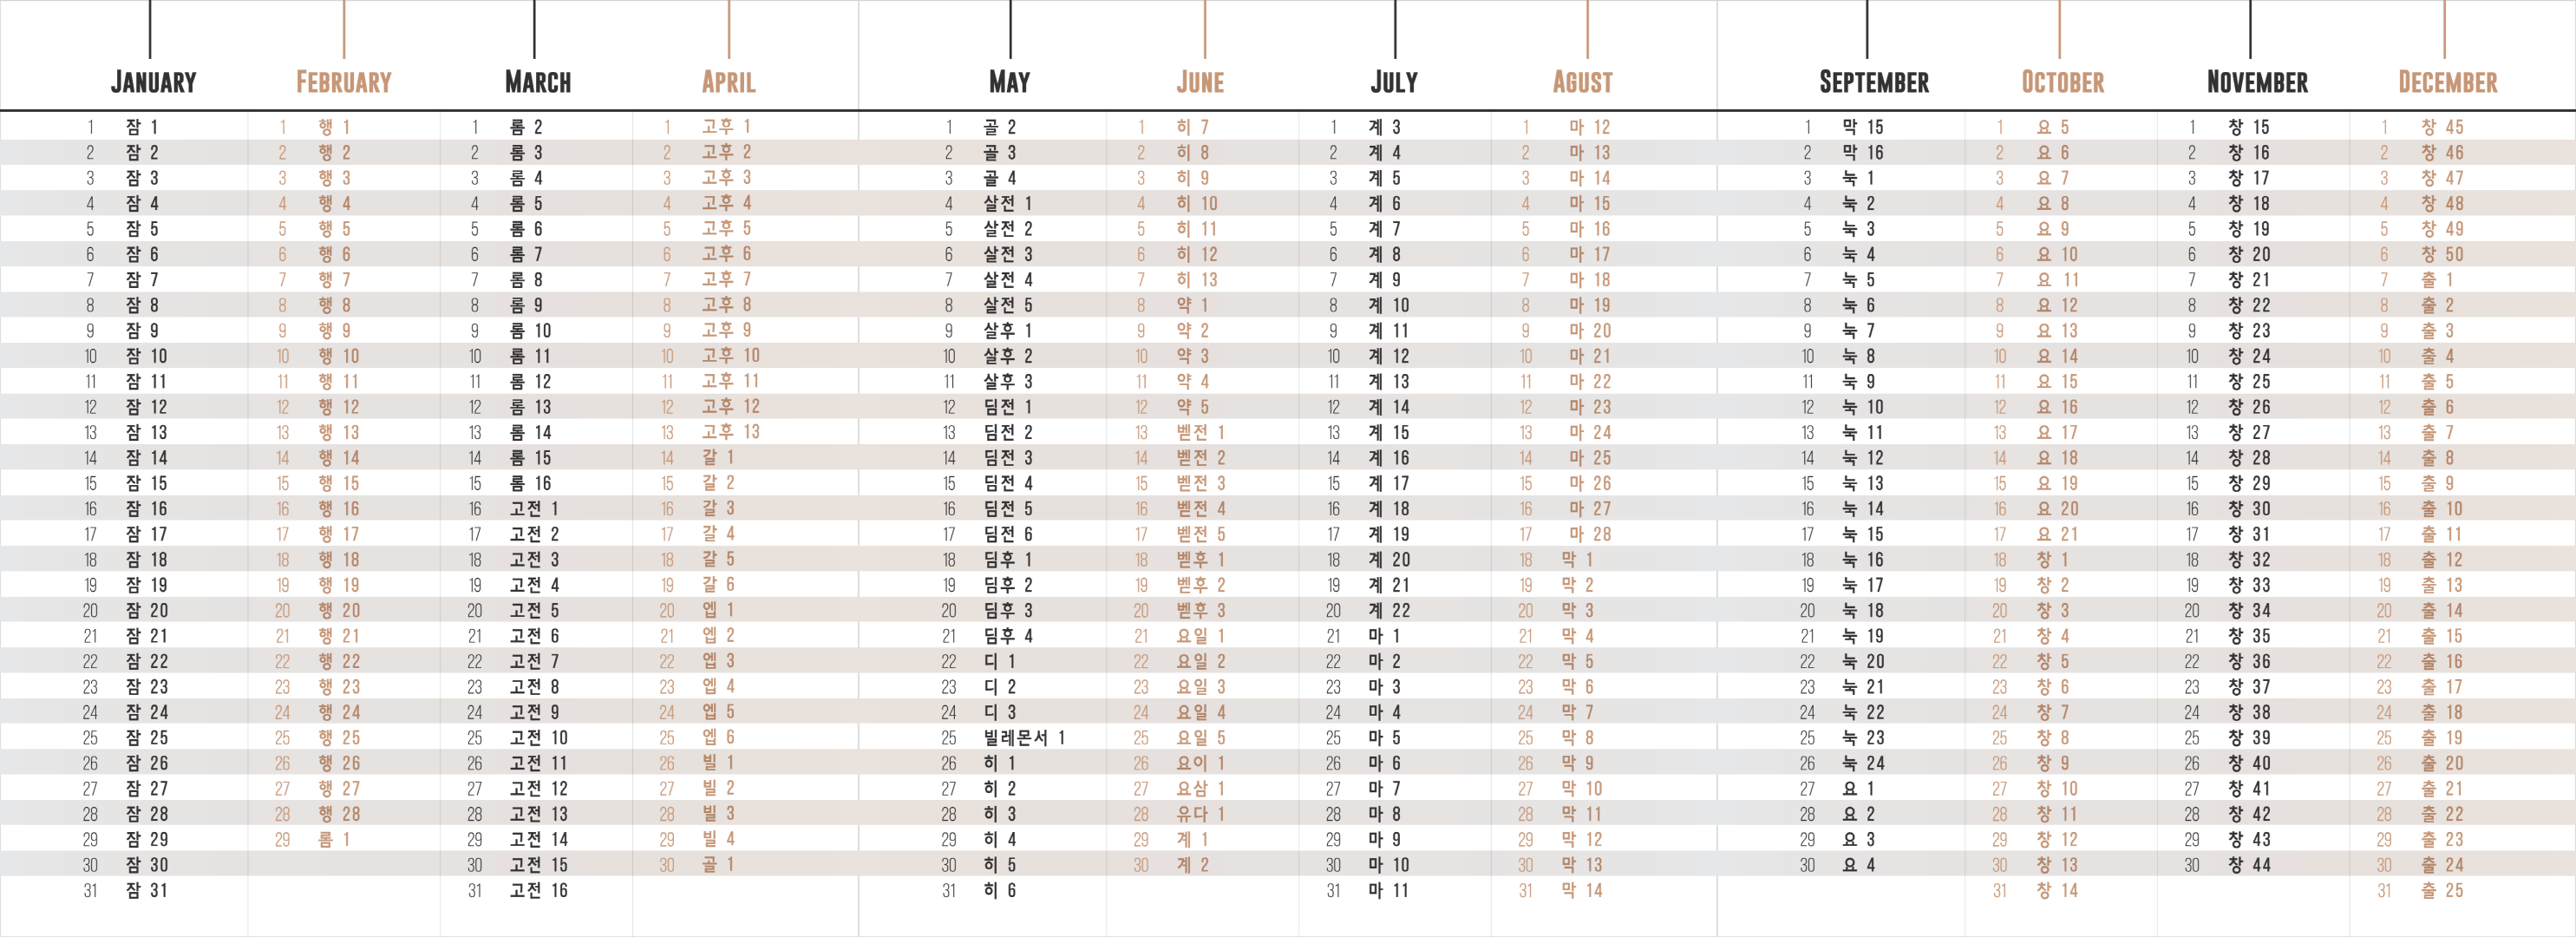 JANUARY FEBRUARY MARCH APRIL MAY JUNE JULY AGUST SEPTEMBER OCTOBER NOVEMBER DECEMBER
1 잠 1 1 행 1 1 롬 2 1 고후 1 1 골 2 1 히 7 1 계 3 1 마 12 1 막 15 1 요 5 1 창 15 1 창 45
2 잠 2 2 행 2 2 롬 3 2 고후 2 2 골 3 2 히 8 2 계 4 2 마 13 2 막 16 2 요 6 2 창 16 2 창 46
3 잠 3 3 행 3 3 롬 4 3 고후 3 3 골 4 3 히 9 3 계 5 3 마 14 3 눅 1 3 요 7 3 창 17 3 창 47
4 잠 4 4 행 4 4 롬 5 4 고후 4 4 살전 1 4 히 10 4 계 6 4 마 15 4 눅 2 4 요 8 4 창 18 4 창 48
5 잠 5 5 행 5 5 롬 6 5 고후 5 5 살전 2 5 히 11 5 계 7 5 마 16 5 눅 3 5 요 9 5 창 19 5 창 49
6 잠 6 6 행 6 6 롬 7 6 고후 6 6 살전 3 6 히 12 6 계 8 6 마 17 6 눅 4 6 요 10 6 창 20 6 창 50
7 잠 7 7 행 7 7 롬 8 7 고후 7 7 살전 4 7 히 13 7 계 9 7 마 18 7 눅 5 7 요 11 7 창 21 7 출 1
8 잠 8 8 행 8 8 롬 9 8 고후 8 8 살전 5 8 약 1 8 계 10 8 마 19 8 눅 6 8 요 12 8 창 22 8 출 2
9 잠 9 9 행 9 9 롬 10 9 고후 9 9 살후 1 9 약 2 9 계 11 9 마 20 9 눅 7 9 요 13 9 창 23 9 출 3
10 잠 10 10 행 10 10 롬 11 10 고후 10 10 살후 2 10 약 3 10 계 12 10 마 21 10 눅 8 10 요 14 10 창 24 10 출 4
11 잠 11 11 행 11 11 롬 12 11 고후 11 11 살후 3 11 약 4 11 계 13 11 마 22 11 눅 9 11 요 15 11 창 25 11 출 5
12 잠 12 12 행 12 12 롬 13 12 고후 12 12 딤전 1 12 약 5 12 계 14 12 마 23 12 눅 10 12 요 16 12 창 26 12 출 6
13 잠 13 13 행 13 13 롬 14 13 고후 13 13 딤전 2 13 벧전 1 13 계 15 13 마 24 13 눅 11 13 요 17 13 창 27 13 출 7
14 잠 14 14 행 14 14 롬 15 14 갈 1 14 딤전 3 14 벧전 2 14 계 16 14 마 25 14 눅 12 14 요 18 14 창 28 14 출 8
15 잠 15 15 행 15 15 롬 16 15 갈 2 15 딤전 4 15 벧전 3 15 계 17 15 마 26 15 눅 13 15 요 19 15 창 29 15 출 9
16 잠 16 16 행 16 16 고전 1 16 갈 3 16 딤전 5 16 벧전 4 16 계 18 16 마 27 16 눅 14 16 요 20 16 창 30 16 출 10
17 잠 17 17 행 17 17 고전 2 17 갈 4 17 딤전 6 17 벧전 5 17 계 19 17 마 28 17 눅 15 17 요 21 17 창 31 17 출 11
18 잠 18 18 행 18 18 고전 3 18 갈 5 18 딤후 1 18 벧후 1 18 계 20 18 막 1 18 눅 16 18 창 1 18 창 32 18 출 12
19 잠 19 19 행 19 19 고전 4 19 갈 6 19 딤후 2 19 벧후 2 19 계 21 19 막 2 19 눅 17 19 창 2 19 창 33 19 출 13
20 잠 20 20 행 20 20 고전 5 20 엡 1 20 딤후 3 20 벧후 3 20 계 22 20 막 3 20 눅 18 20 창 3 20 창 34 20 출 14
21 잠 21 21 행 21 21 고전 6 21 엡 2 21 딤후 4 21 요일 1 21 마 1 21 막 4 21 눅 19 21 창 4 21 창 35 21 출 15
22 잠 22 22 행 22 22 고전 7 22 엡 3 22 디 1 22 요일 2 22 마 2 22 막 5 22 눅 20 22 창 5 22 창 36 22 출 16
23 잠 23 23 행 23 23 고전 8 23 엡 4 23 디 2 23 요일 3 23 마 3 23 막 6 23 눅 21 23 창 6 23 창 37 23 출 17
24 잠 24 24 행 24 24 고전 9 24 엡 5 24 디 3 24 요일 4 24 마 4 24 막 7 24 눅 22 24 창 7 24 창 38 24 출 18
25 잠 25 25 행 25 25 고전 10 25 엡 6 25 빌레몬서 1 25 요일 5 25 마 5 25 막 8 25 눅 23 25 창 8 25 창 39 25 출 19
26 잠 26 26 행 26 26 고전 11 26 빌 1 26 히 1 26 요이 1 26 마 6 26 막 9 26 눅 24 26 창 9 26 창 40 26 출 20
27 잠 27 27 행 27 27 고전 12 27 빌 2 27 히 2 27 요삼 1 27 마 7 27 막 10 27 요 1 27 창 10 27 창 41 27 출 21
28 잠 28 28 행 28 28 고전 13 28 빌 3 28 히 3 28 유다 1 28 마 8 28 막 11 28 요 2 28 창 11 28 창 42 28 출 22
29 잠 29 29 롬 1 29 고전 14 29 빌 4 29 히 4 29 계 1 29 마 9 29 막 12 29 요 3 29 창 12 29 창 43 29 출 23
30 잠 30 30 고전 15 30 골 1 30 히 5 30 계 2 30 마 10 30 막 13 30 요 4 30 창 13 30 창 44 30 출 24
31 잠 31 31 고전 16 31 히 6 31 마 11 31 막 14 31 창 14 31 출 25